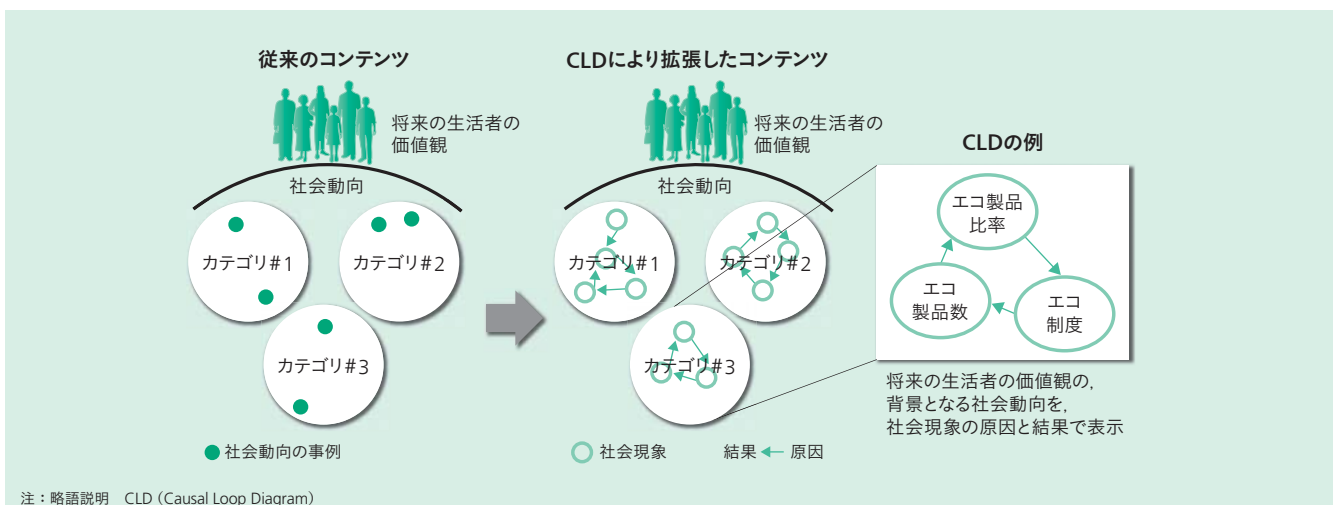 従来のコンテンツ
将来の生活者の
価値観
社会動向
カテゴリ#1
カテゴリ#2
カテゴリ#3
●社会動向の事例
CLDにより拡張したコンテンツ
将来の生活者の
価値観
社会動向
カテゴリ#1
カテゴリ#2
カテゴリ#3
社会現象
結果 ← 原因
CLDの例
エコ製品
比率
エコ
製品数
エコ
制度
将来の生活者の価値観の，
背景となる社会動向を，
社会現象の原因と結果で表示
注：略語説明　CLD（Causal Loop Diagram）